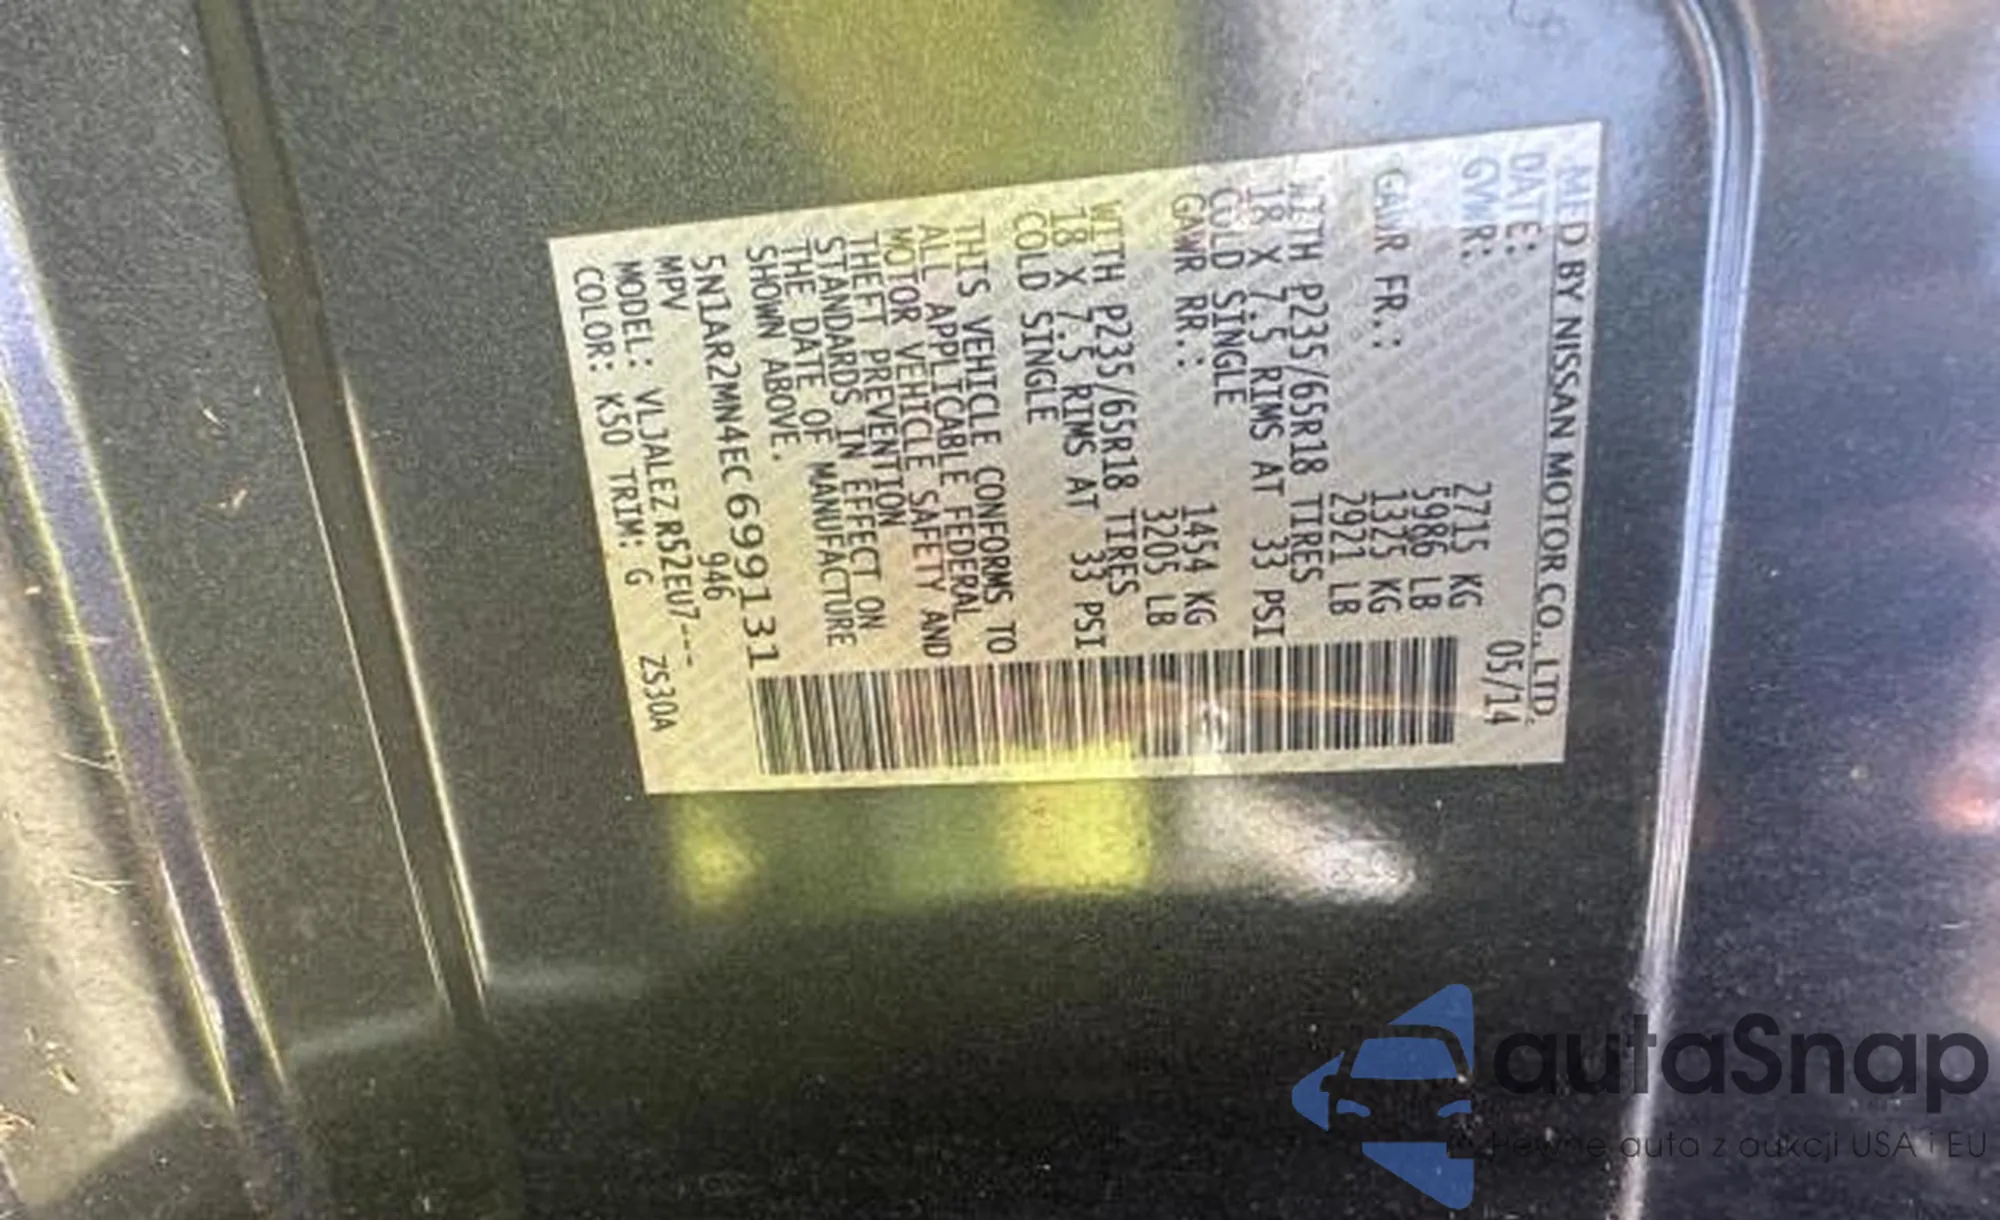 MFD BY NISSAN MOTOR CO., LTD.
DATE: 05/14
GVWR: 2715 KG
5986 LB
GAWR FR.: 1325 KG
2921 LB
WITH P235/65R18 TIRES
18 X 7.5 RIMS AT 33 PSI
COLD SINGLE
GAWR RR.: 1454 KG
3205 LB
WITH P235/65R18 TIRES
18 X 7.5 RIMS AT 33 PSI
COLD SINGLE
THIS VEHICLE CONFORMS TO
ALL APPLICABLE FEDERAL
MOTOR VEHICLE SAFETY AND
THEFT PREVENTION
STANDARDS IN EFFECT ON
THE DATE OF MANUFACTURE
SHOWN ABOVE.
5N1AR2MN4EC699131
MPV 946
MODEL: VLJALEZ R52EU7---
COLOR: K50 TRIM: G ZS30A
autaSnap
Pewne auta z aukcji USA i EU